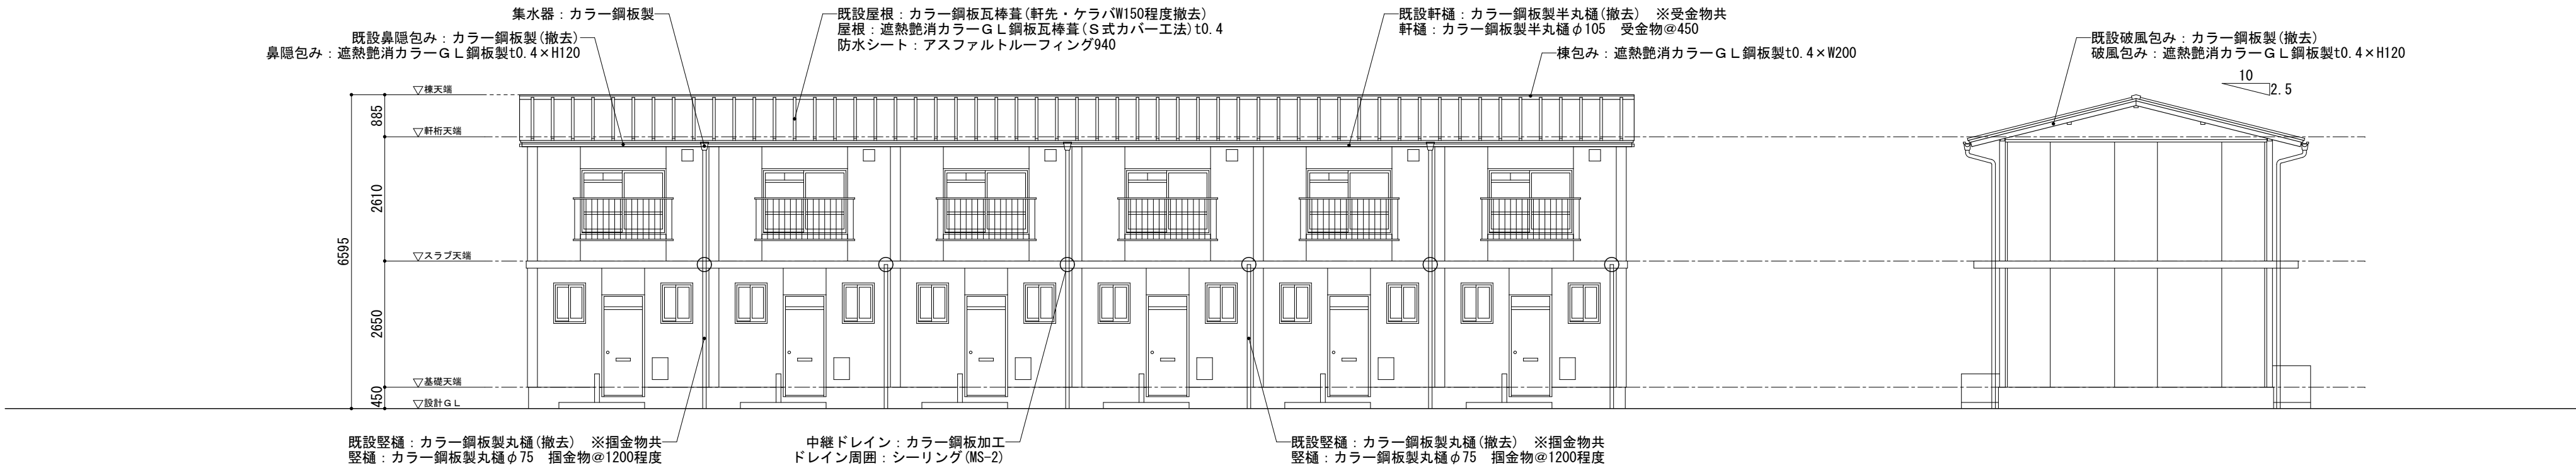 集水器：カラー鋼板製
既設鼻隠包み：カラー鋼板製(撤去)
鼻隠包み：遮熱艶消カラーＧＬ鋼板製t0.4×H120
既設屋根：カラー鋼板瓦棒葺(軒先・ケラバW150程度撤去)
屋根：遮熱艶消カラーＧＬ鋼板瓦棒葺(Ｓ式カバー工法)t0.4
防水シート：アスファルトルーフィング940
既設軒樋：カラー鋼板製半丸樋(撤去)　※受金物共
軒樋：カラー鋼板製半丸樋φ105　受金物@450
棟包み：遮熱艶消カラーＧＬ鋼板製t0.4×W200
既設破風包み：カラー鋼板製(撤去)
破風包み：遮熱艶消カラーＧＬ鋼板製t0.4×H120
10
2.5
▽棟天端
▽軒桁天端
▽スラブ天端
▽基礎天端
▽設計ＧＬ
885
2610
2650
450
6595
既設竪樋：カラー鋼板製丸樋(撤去)　※掴金物共
竪樋：カラー鋼板製丸樋φ75　掴金物@1200程度
中継ドレイン：カラー鋼板加工
ドレイン周囲：シーリング(MS-2)
既設竪樋：カラー鋼板製丸樋(撤去)　※掴金物共
竪樋：カラー鋼板製丸樋φ75　掴金物@1200程度